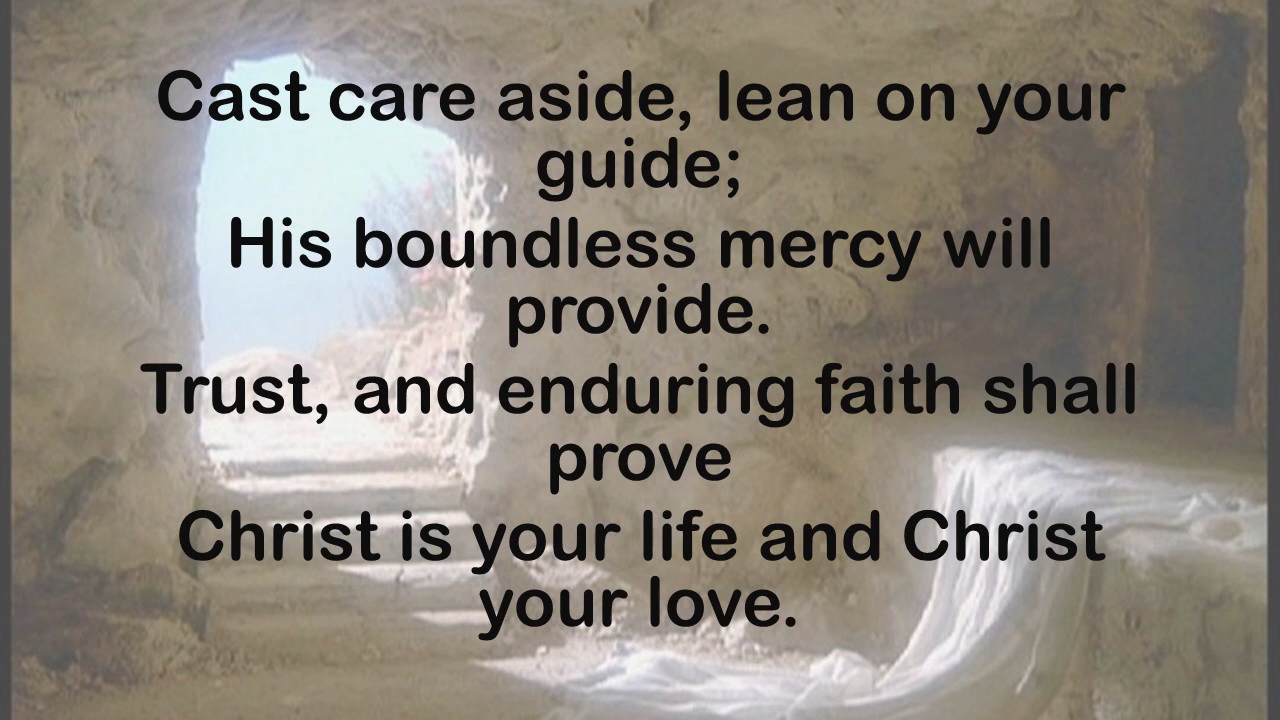 Cast care aside, lean on your
guide;
His boundless mercy will
provide.
Trust, and enduring faith shall
prove
Christ is your life and Christ
your love.